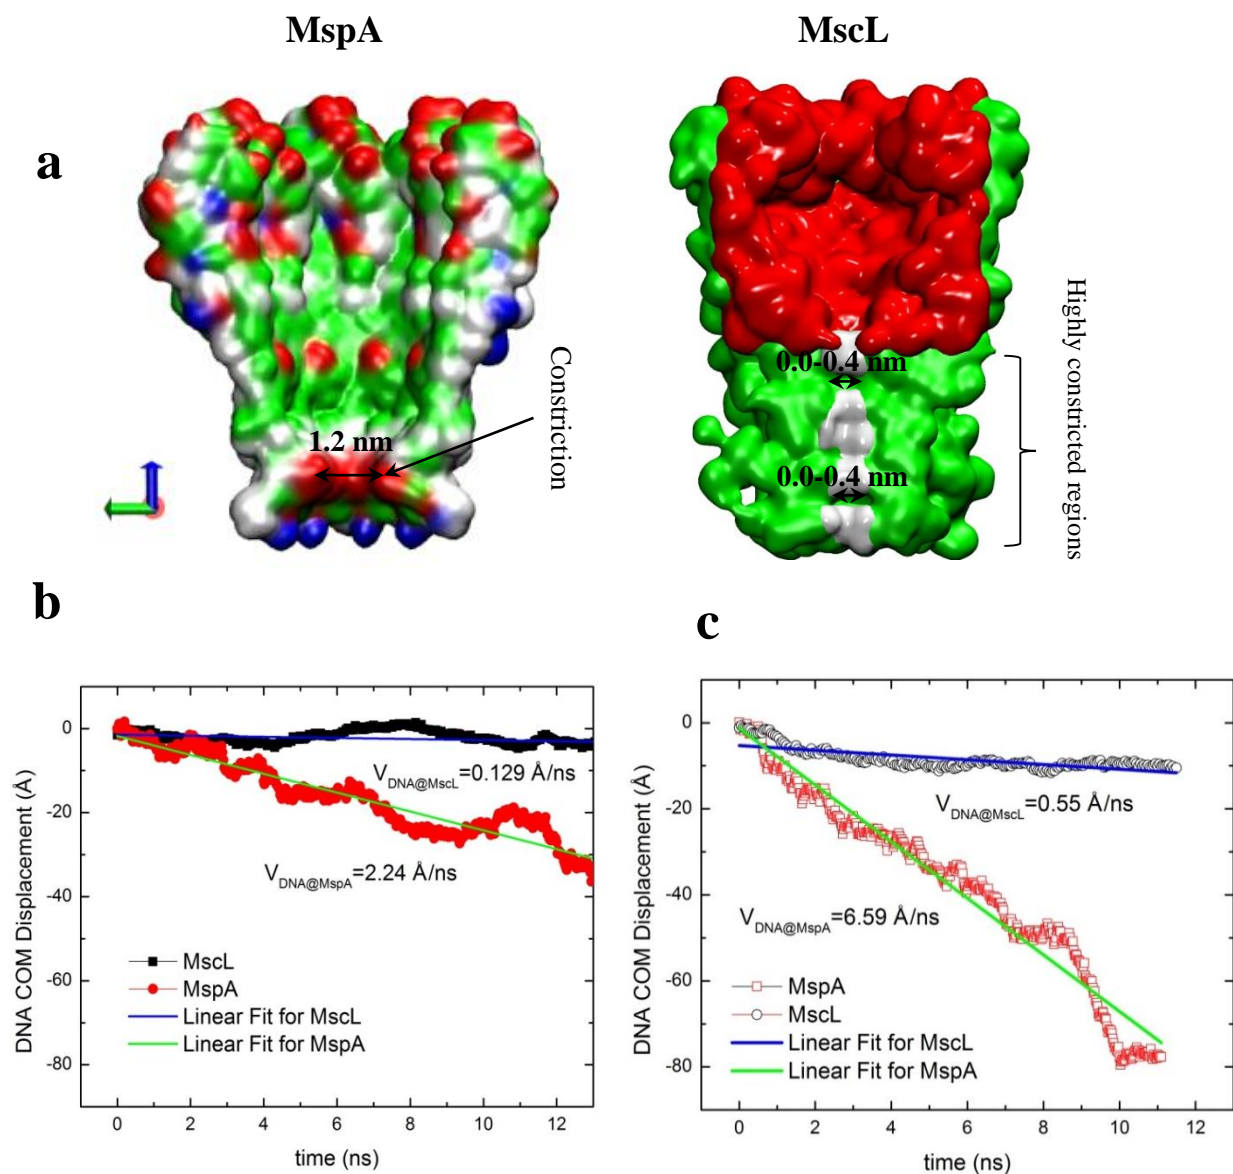 MspA
MscL
a
1.2 nm
Constriction
0.0-0.4 nm
0.0-0.4 nm
Highly constricted regions
b
0
-20
-40
-60
-80
DNA COM Displacement (Å)
V_DNA@MscL=0.129 Å/ns
V_DNA@MspA=2.24 Å/ns
MscL
MspA
Linear Fit for MscL
Linear Fit for MspA
0 2 4 6 8 10 12
time (ns)
c
0
-20
-40
-60
-80
DNA COM Displacement (Å)
V_DNA@MscL=0.55 Å/ns
V_DNA@MspA=6.59 Å/ns
MspA
MscL
Linear Fit for MscL
Linear Fit for MspA
0 2 4 6 8 10 12
time (ns)